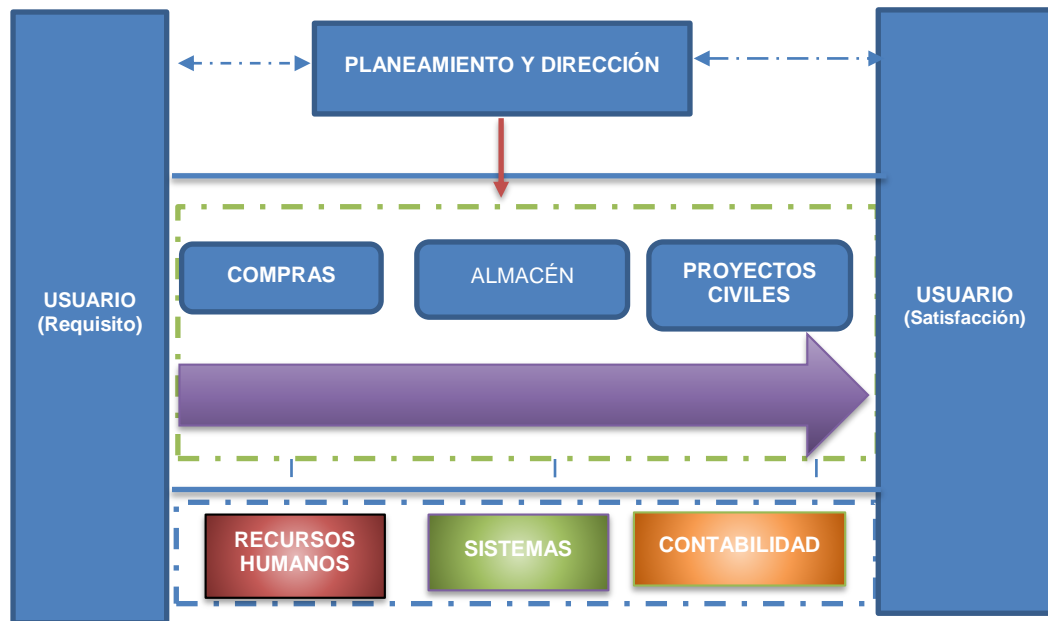 PLANEAMIENTO Y DIRECCIÓN
USUARIO
(Requisito)
COMPRAS
ALMACÉN
PROYECTOS
CIVILES
USUARIO
(Satisfacción)
RECURSOS
HUMANOS
SISTEMAS
CONTABILIDAD